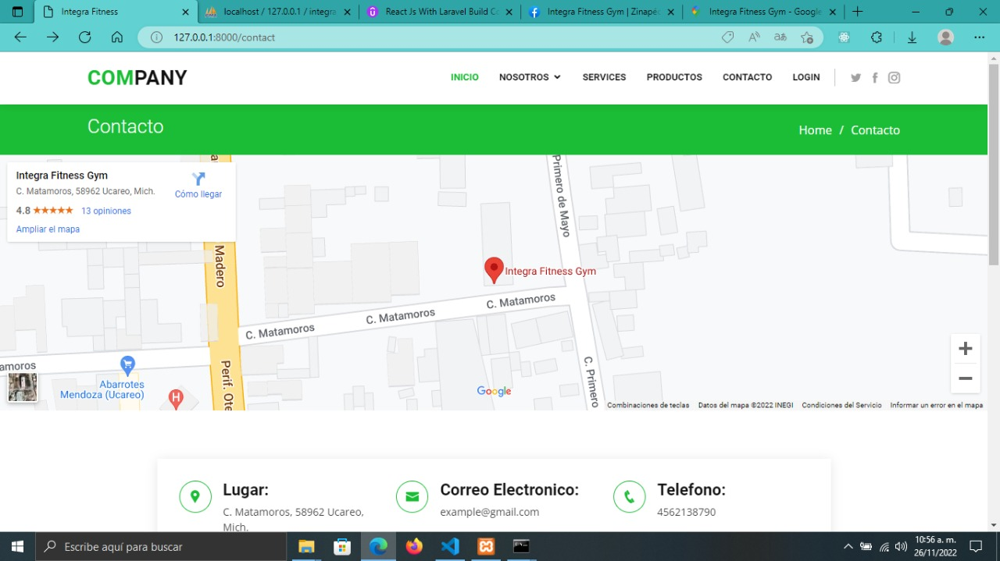 Integra Fitness
localhost / 127.0.0.1 / integra
React Js With Laravel Build Co
Integra Fitness Gym | Zinapéc
Integra Fitness Gym - Google
127.0.0.1:8000/contact
COMPANY
INICIO
NOSOTROS
SERVICES
PRODUCTOS
CONTACTO
LOGIN
Contacto
Home / Contacto
Integra Fitness Gym
C. Matamoros, 58962 Ucareo, Mich.
Cómo llegar
4.8
13 opiniones
Ampliar el mapa
Primero de Mayo
Madero
Integra Fitness Gym
C. Matamoros
C. Matamoros
C. Matamoros
amoros
Abarrotes
Mendoza (Ucareo)
H
Perif. Ote
C. Primero
Google
Combinaciones de teclas
Datos del mapa ©2022 INEGI
Condiciones del Servicio
Informar un error en el mapa
Lugar:
C. Matamoros, 58962 Ucareo,
Mich.
Correo Electronico:
example@gmail.com
Telefono:
4562138790
Escribe aquí para buscar
10:56 a. m.
26/11/2022